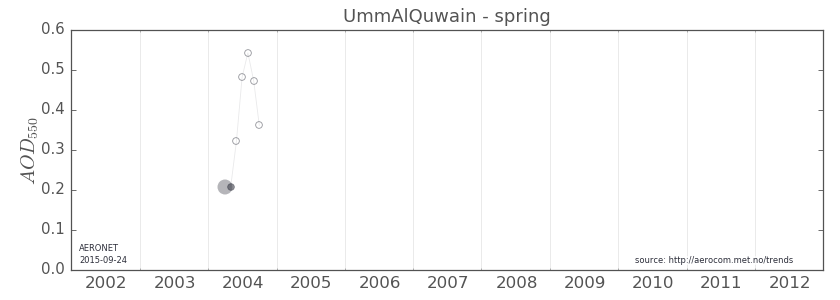 UmmAlQuwain - spring
0.6
0.5
0.4
0.3
0.2
0.1
0.0
AOD550
AERONET
2015-09-24
source: http://aerocom.met.no/trends
2002 2003 2004 2005 2006 2007 2008 2009 2010 2011 2012